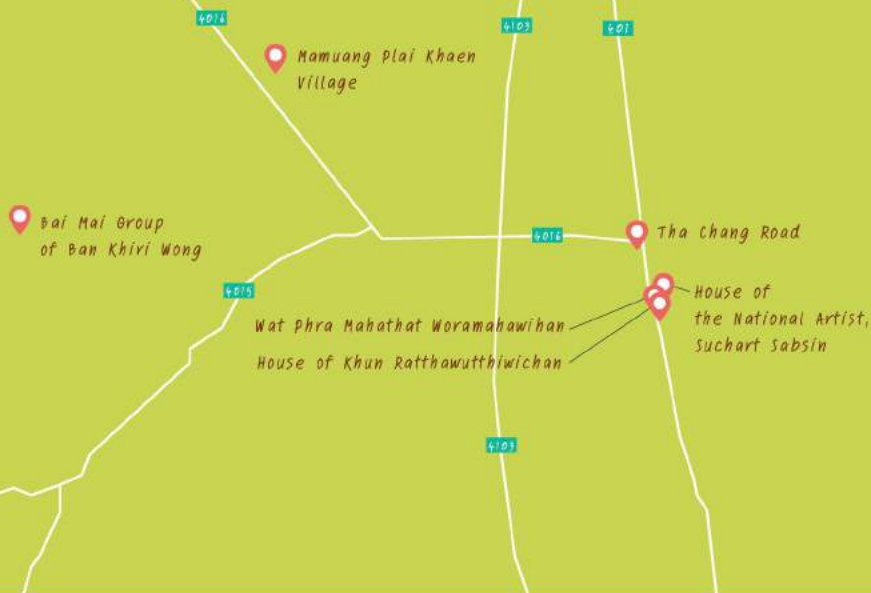 4016
4103
401
Mamuang Plai Khaen
Village
Bai Mai Group
of Ban Khiri Wong
4016
Tha Chang Road
4015
House of
the National Artist,
Suchart Sabsin
Wat Phra Mahathat Woramahawihan
House of Khun Ratthawutthiwichan
4103